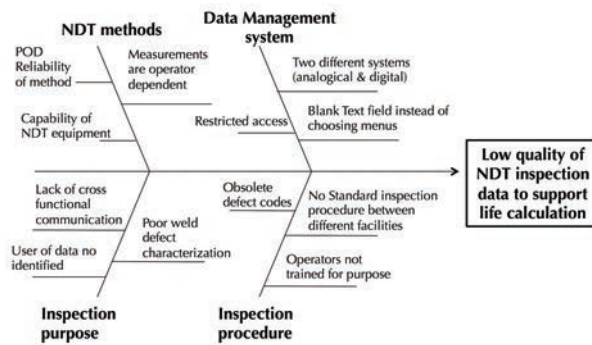 NDT methods
Data Management
system
POD
Reliability
of method
Measurements
are operator
dependent
Two different systems
(analogical & digital)
Capability of
NDT equipment
Restricted access
Blank Text field instead of
choosing menus
Low quality of
NDT inspection
data to support
life calculation
Lack of cross
functional
communication
Obsolete
defect codes
No Standard inspection
procedure between
different facilities
Poor weld
defect
characterization
User of data no
identified
Operators not
trained for purpose
Inspection
purpose
Inspection
procedure